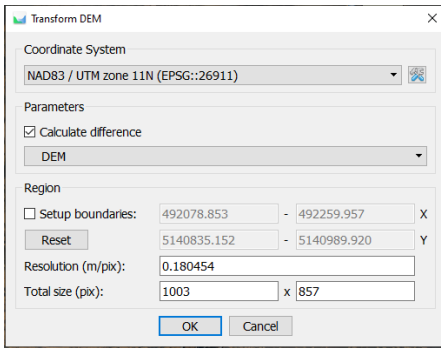 Transform DEM
Coordinate System
NAD83 / UTM zone 11N (EPSG::26911)
Parameters
Calculate difference
DEM
Region
Setup boundaries: 492078.853 - 492259.957 X
Reset 5140835.152 - 5140989.920 Y
Resolution (m/pix): 0.180454
Total size (pix): 1003 x 857
OK Cancel